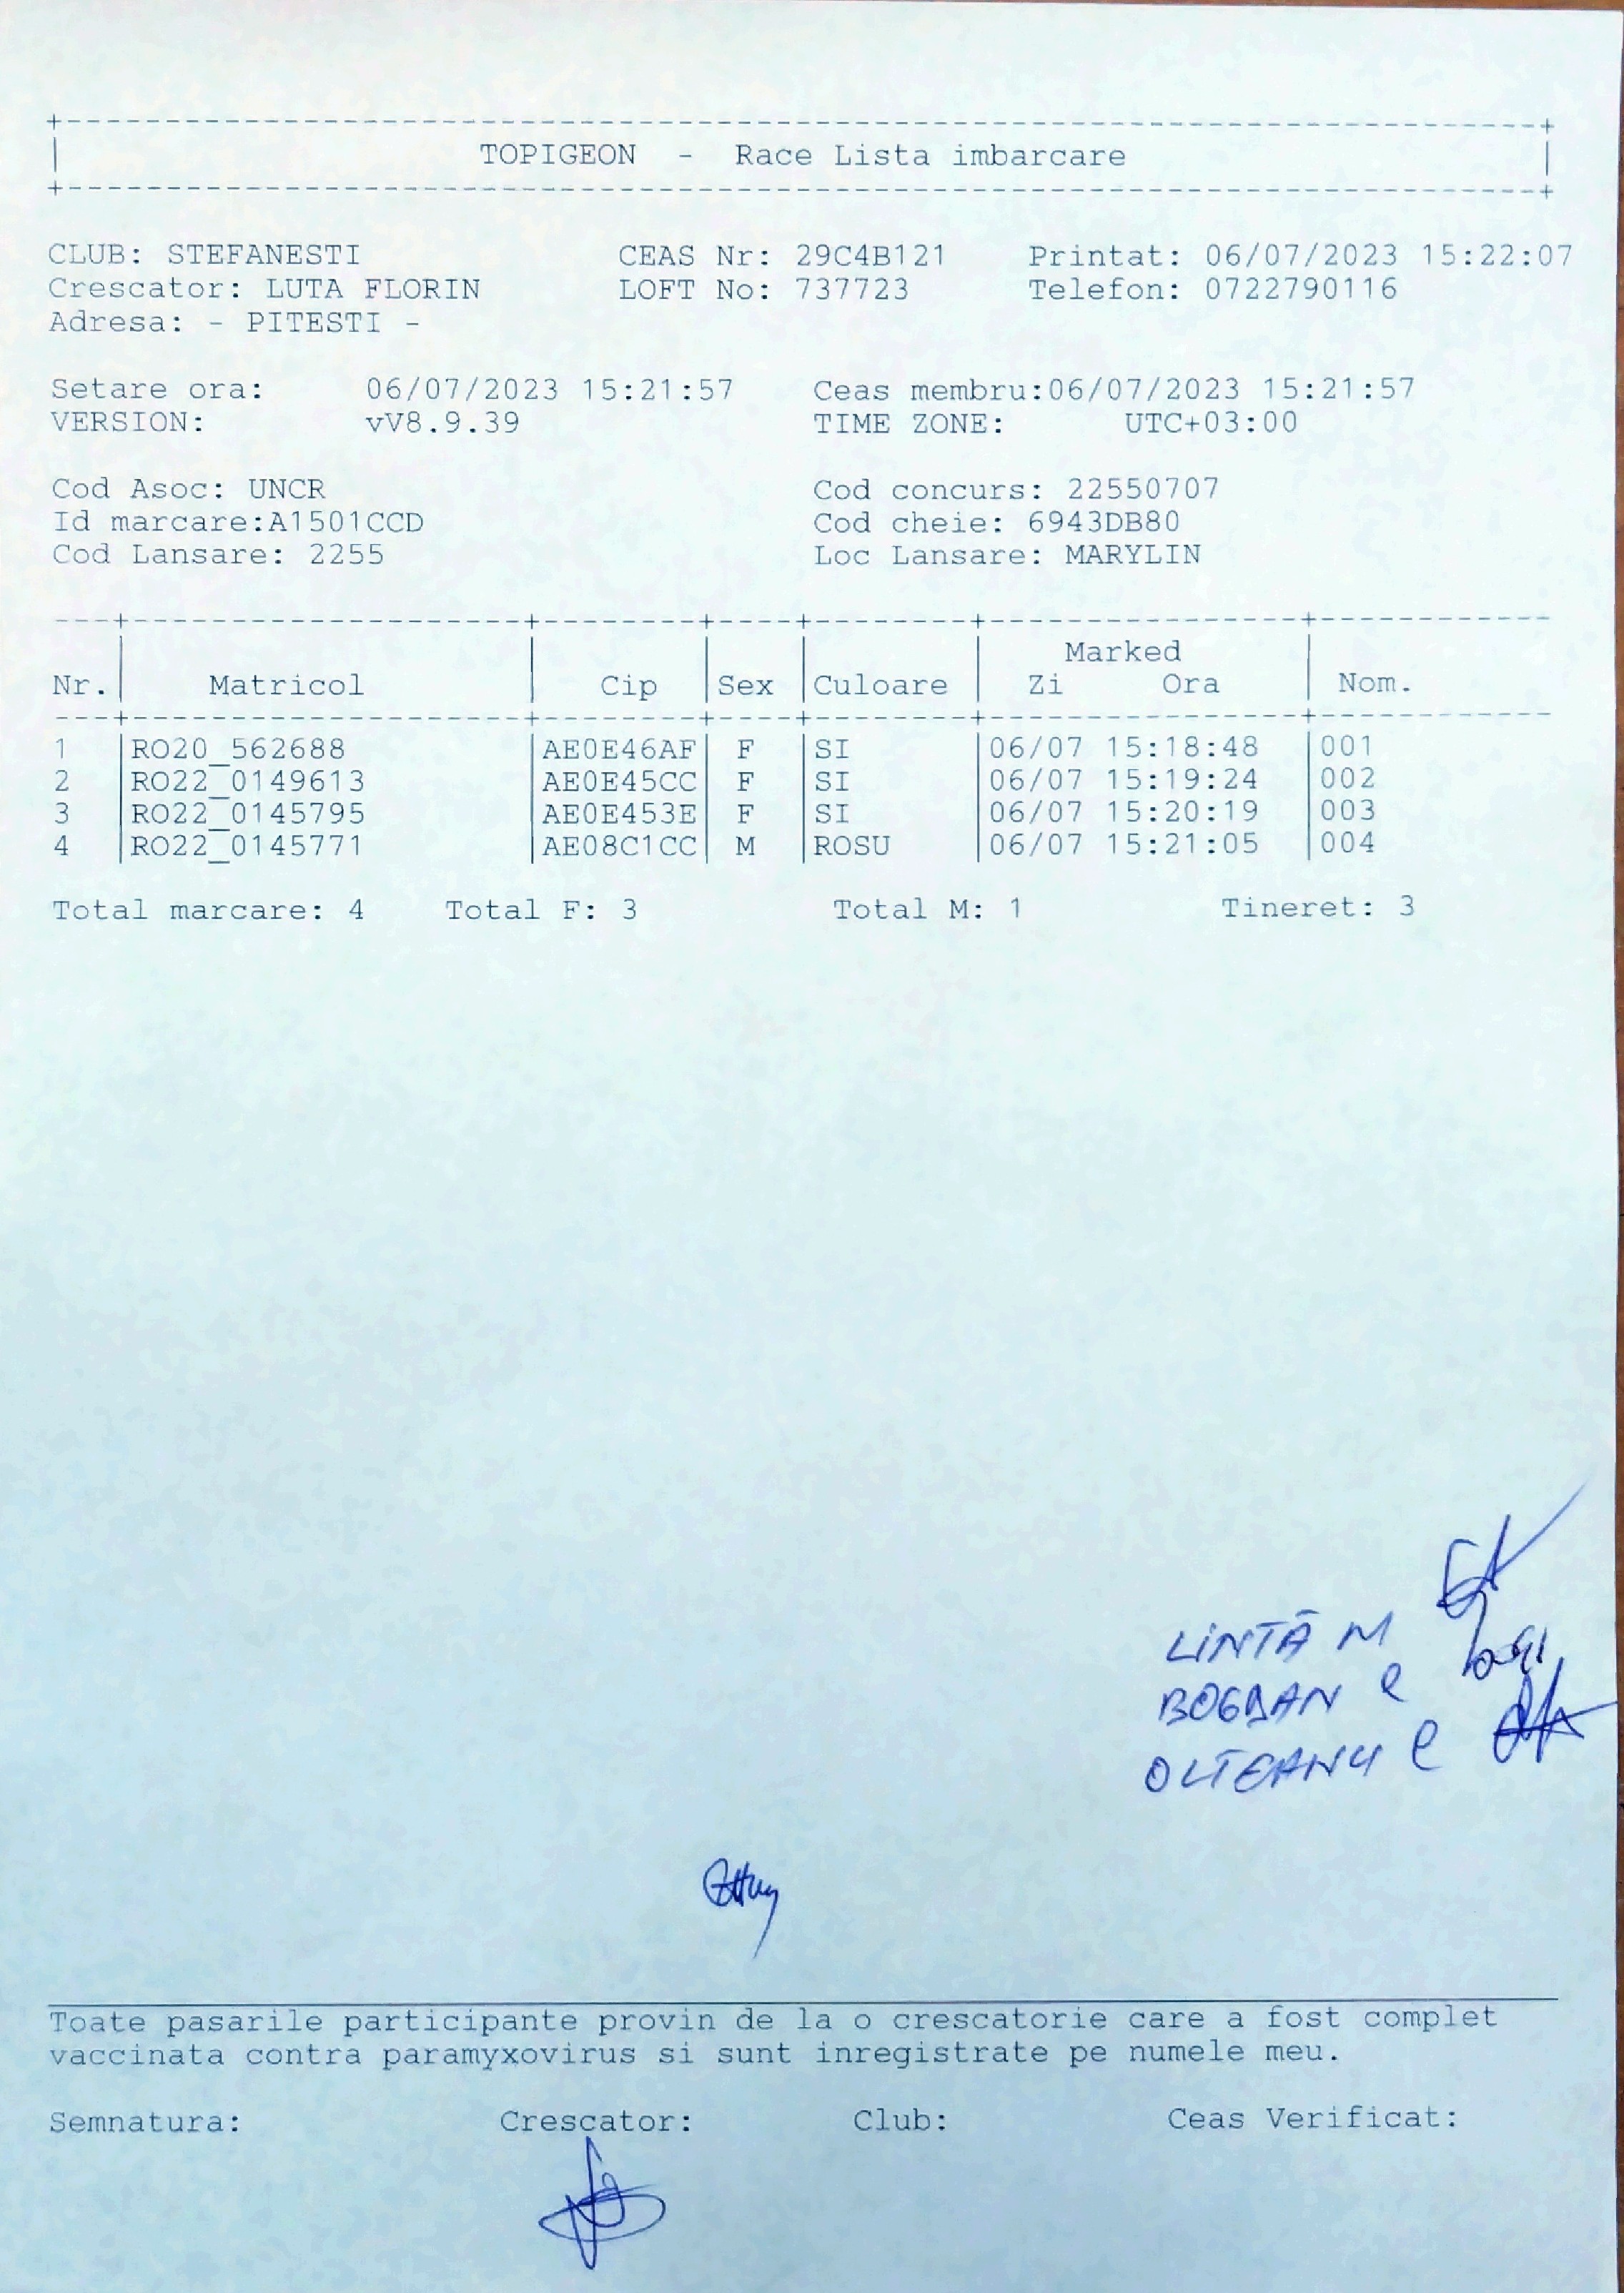 TOPIGEON - Race Lista imbarcare
CLUB: STEFANESTI CEAS Nr: 29C4B121 Printat: 06/07/2023 15:22:07
Crescator: LUTA FLORIN LOFT No: 737723 Telefon: 0722790116
Adresa: - PITESTI -
Setare ora: 06/07/2023 15:21:57 Ceas membru:06/07/2023 15:21:57
VERSION: vV8.9.39 TIME ZONE: UTC+03:00
Cod Asoc: UNCR Cod concurs: 22550707
Id marcare:A1501CCD Cod cheie: 6943DB80
Cod Lansare: 2255 Loc Lansare: MARYLIN
Marked
Nr. Matricol Cip Sex Culoare Zi Ora Nom.
1 RO20_562688 AE0E46AF F SI 06/07 15:18:48 001
2 RO22_0149613 AE0E45CC F SI 06/07 15:19:24 002
3 RO22_0145795 AE0E453E F SI 06/07 15:20:19 003
4 RO22_0145771 AE08C1CC M ROSU 06/07 15:21:05 004
Total marcare: 4 Total F: 3 Total M: 1 Tineret: 3
LINTĂ M
BOGDAN e
OLTEANU e
Toate pasarile participante provin de la o crescatorie care a fost complet
vaccinata contra paramyxovirus si sunt inregistrate pe numele meu.
Semnatura: Crescator: Club: Ceas Verificat: